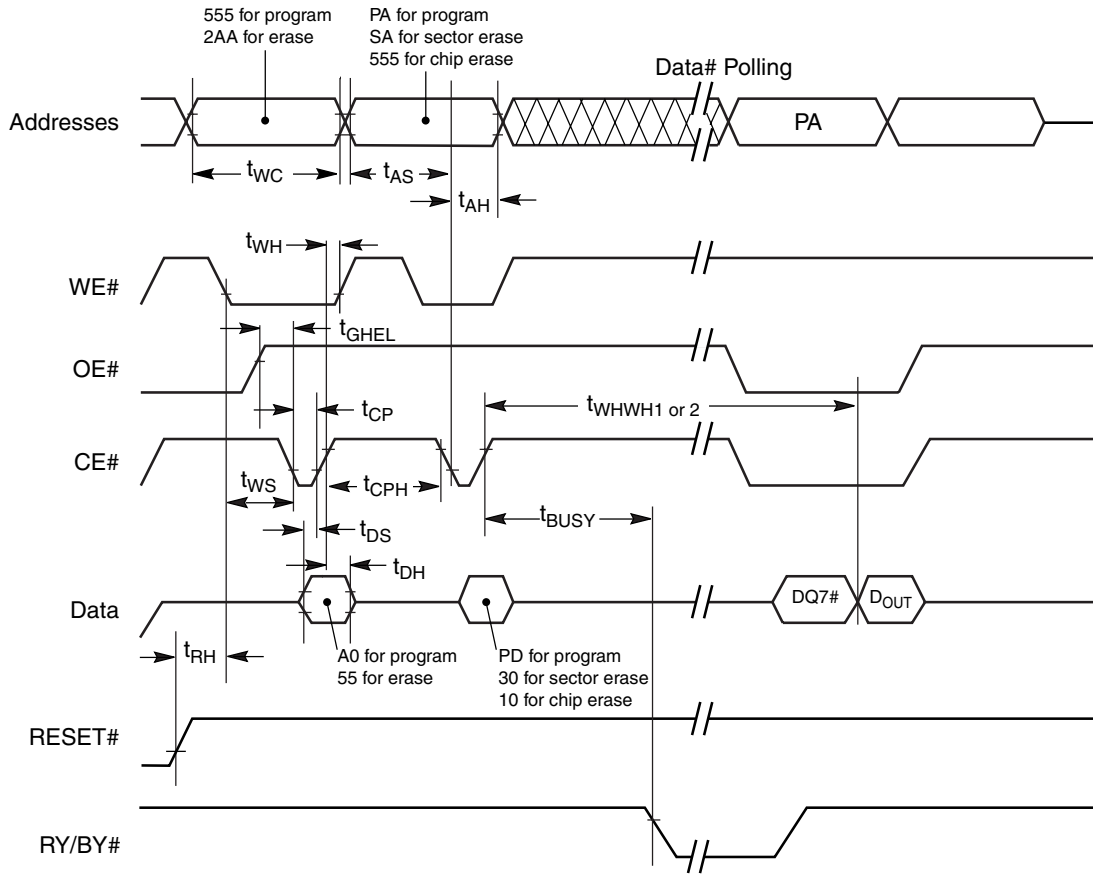 555 for program
2AA for erase
PA for program
SA for sector erase
555 for chip erase
Data# Polling
Addresses
PA
tWC
tAS
tAH
tWH
WE#
tGHEL
OE#
tCP
tWHWH1 or 2
CE#
tWS
tCPH
tBUSY
tDS
tDH
Data
DQ7#
DOUT
tRH
A0 for program
55 for erase
PD for program
30 for sector erase
10 for chip erase
RESET#
RY/BY#